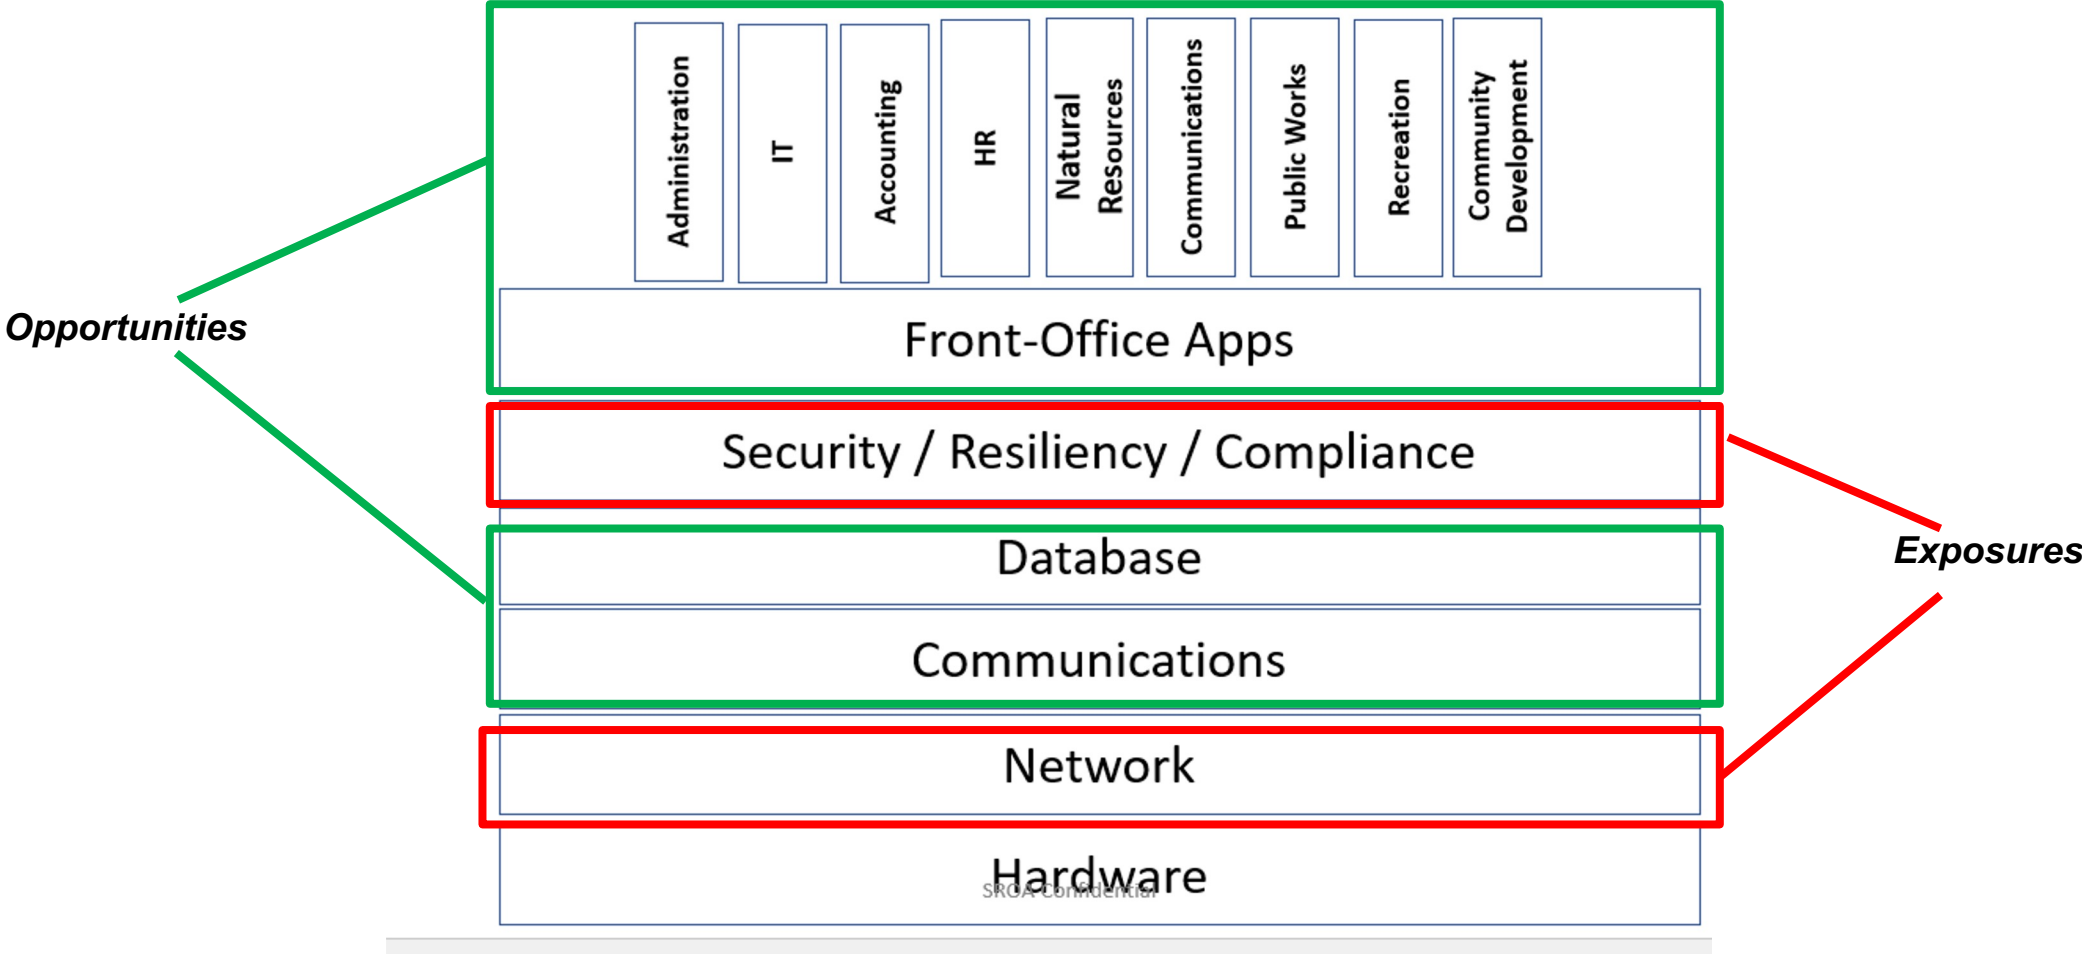 Administration
IT
Accounting
HR
Natural
Resources
Communications
Public Works
Recreation
Community
Development
Opportunities
Front-Office Apps
Security / Resiliency / Compliance
Exposures
Database
Communications
Network
Hardware
SROA Confidential